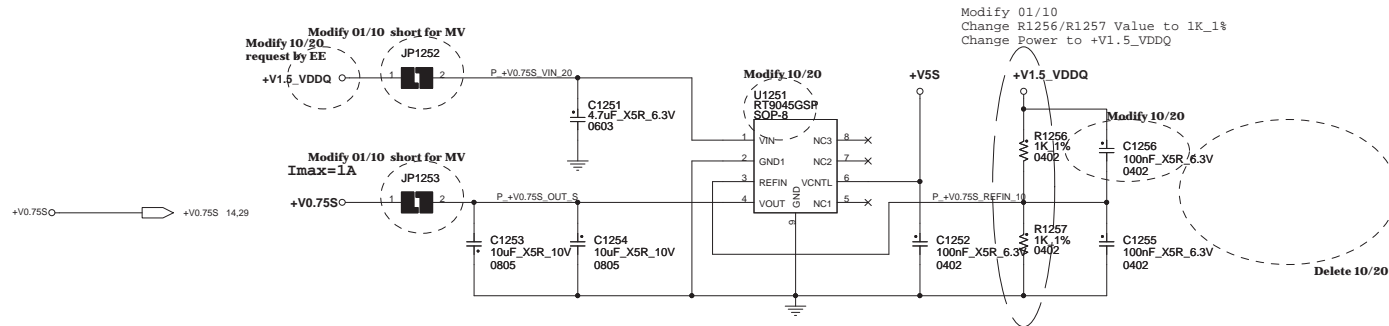 Modify 01/10
Change R1256/R1257 Value to 1K_1%
Change Power to +V1.5_VDDQ
Modify 01/10 short for MV
Modify 10/20
request by EE
JP1252
+V1.5_VDDQ
1
2
P_+V0.75S_VIN_20
C1251
4.7uF_X5R_6.3V
0603
Modify 10/20
U1251
RT9045GSP
SOP-8
1 VIN
2 GND1
3 REFIN
4 VOUT
NC3 8
NC2 7
VCNTL 6
NC1 5
GND
9
+V5S
+V1.5_VDDQ
Modify 10/20
R1256
1K_1%
0402
C1256
100nF_X5R_6.3V
0402
Modify 01/10 short for MV
Imax=1A
JP1253
+V0.75S
1
2
P_+V0.75S_OUT_S
P_+V0.75S_REFIN_10
+V0.75S
+V0.75S 14,29
C1253
10uF_X5R_10V
0805
C1254
10uF_X5R_10V
0805
C1252
100nF_X5R_6.3V
0402
R1257
1K_1%
0402
C1255
100nF_X5R_6.3V
0402
Delete 10/20